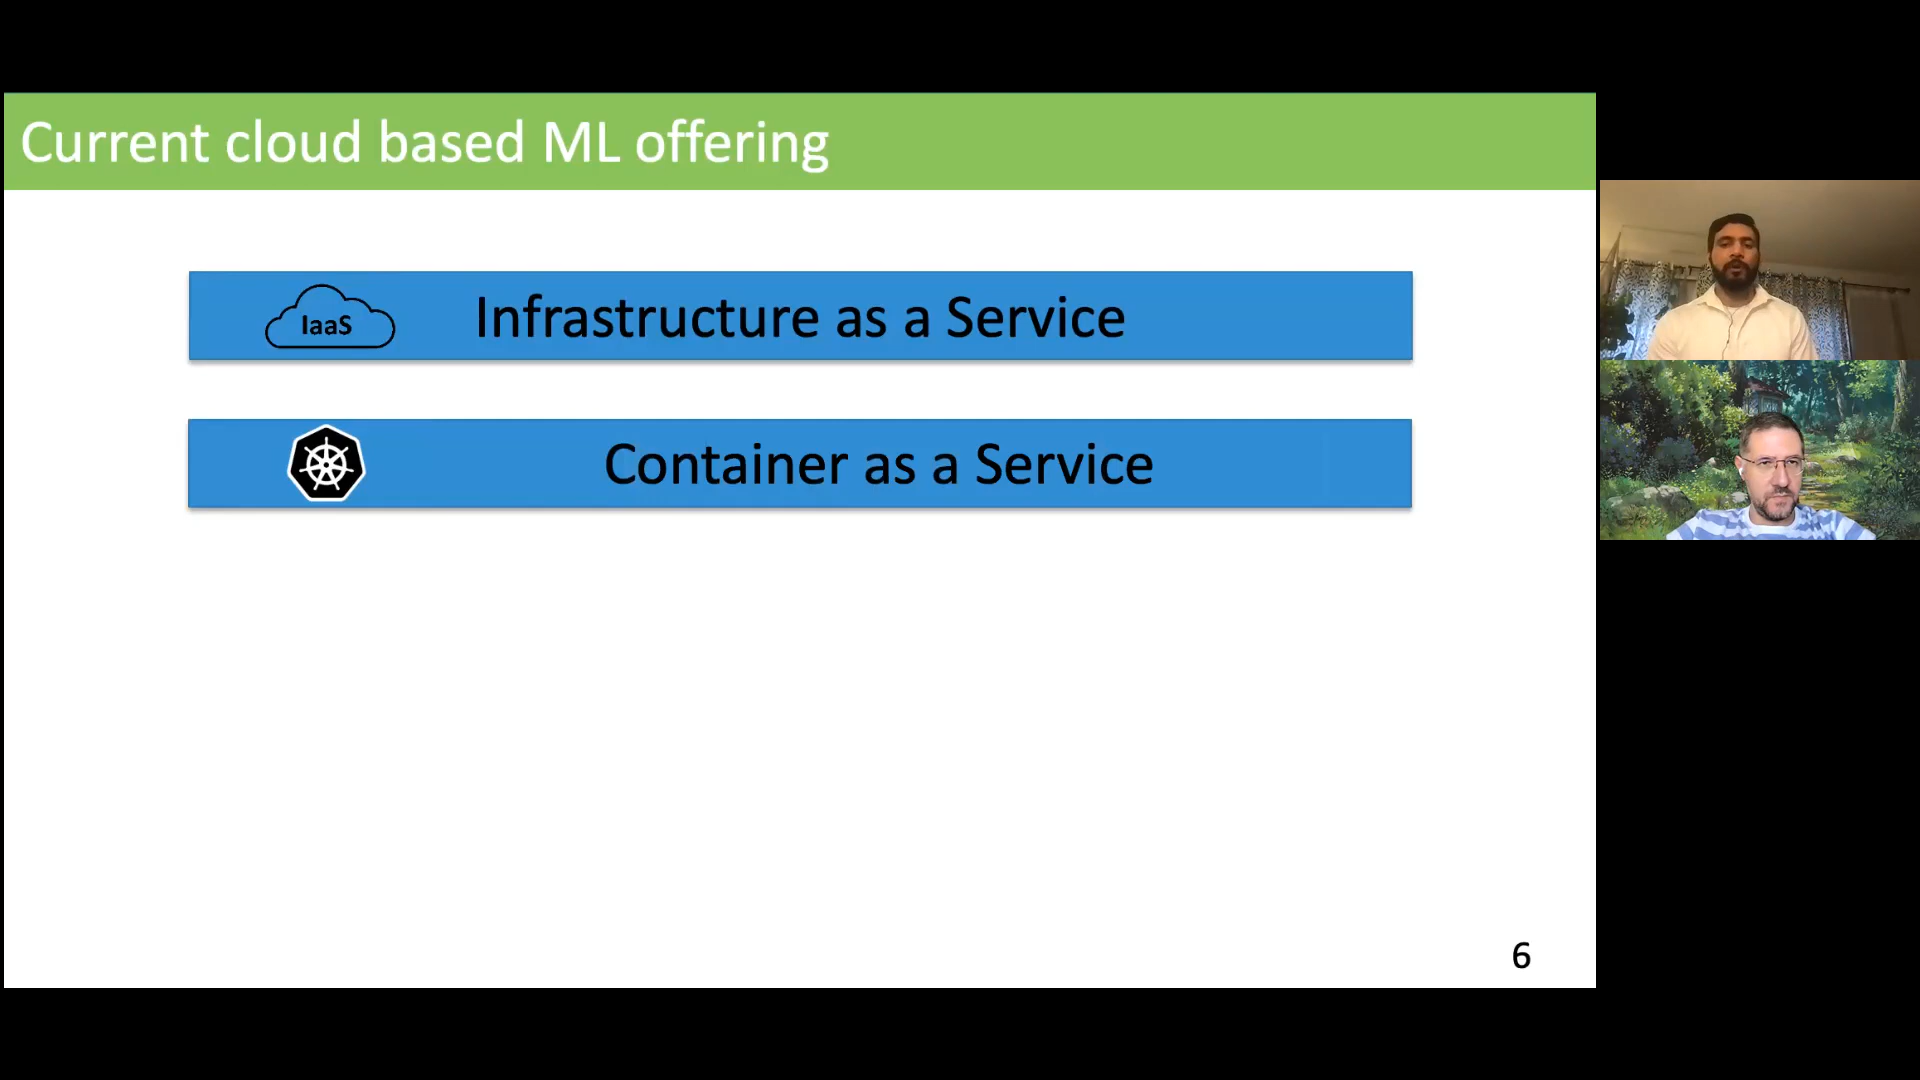 Current cloud based ML offering
IaaS
Infrastructure as a Service
Container as a Service
6